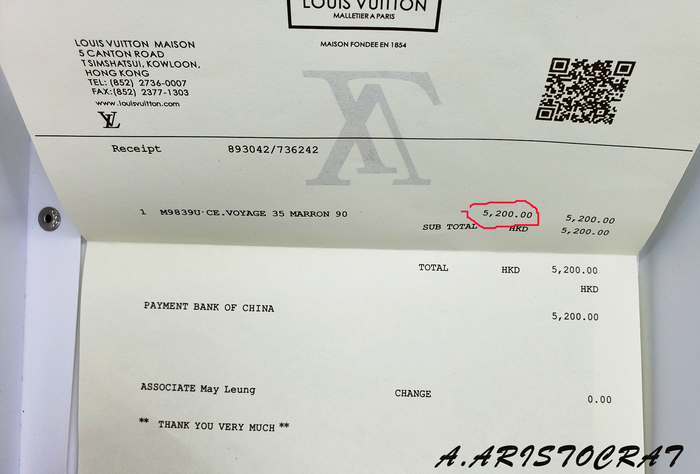 LOUIS VUITTON
MALLETIER A PARIS
MAISON FONDEE EN 1854
LOUIS VUITTON MAISON
5 CANTON ROAD
TSIMSHATSUI, KOWLOON,
HONG KONG
TEL: (852) 2736-0007
FAX:(852) 2377-1303
www.louisvuitton.com
LV
Receipt 893042/736242
1 M9839U·CE.VOYAGE 35 MARRON 90 5,200.00 5,200.00
SUB TOTAL HKD 5,200.00
TOTAL HKD 5,200.00
HKD
PAYMENT BANK OF CHINA 5,200.00
ASSOCIATE May Leung CHANGE 0.00
** THANK YOU VERY MUCH **
A.ARISTOCRAT